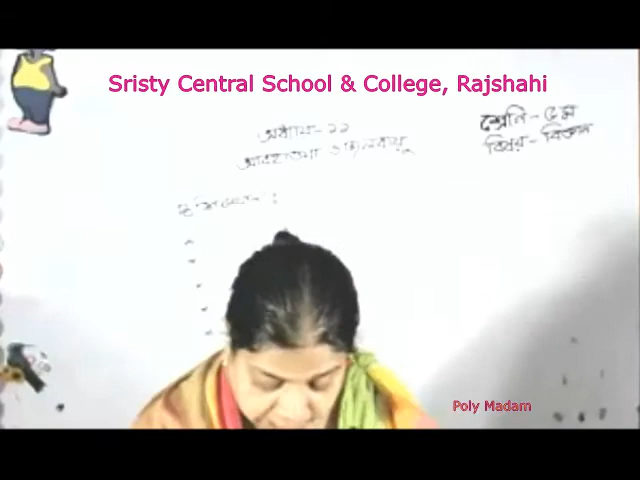 Sristy Central School & College, Rajshahi
অধ্যায়-১১
আবহাওয়া ও জলবায়ু
শ্রেণি-৫ম
বিষয়-বিজ্ঞান
Poly Madam